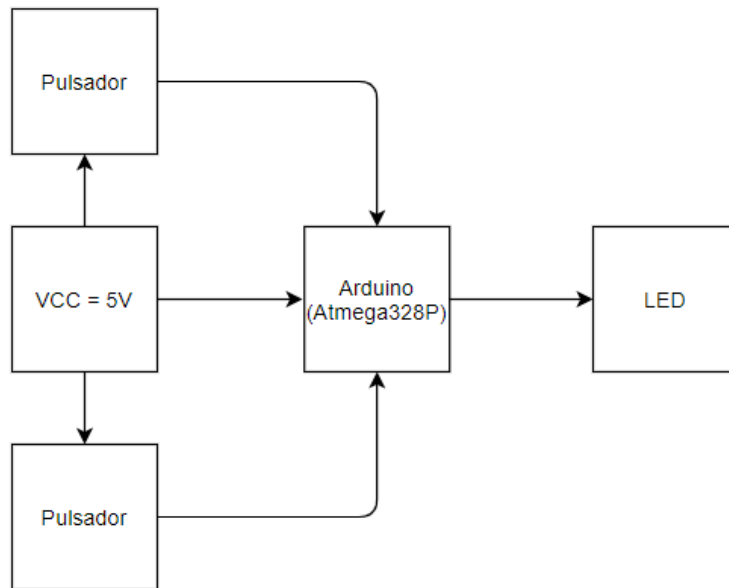 Pulsador
VCC = 5V
Arduino
(Atmega328P)
LED
Pulsador